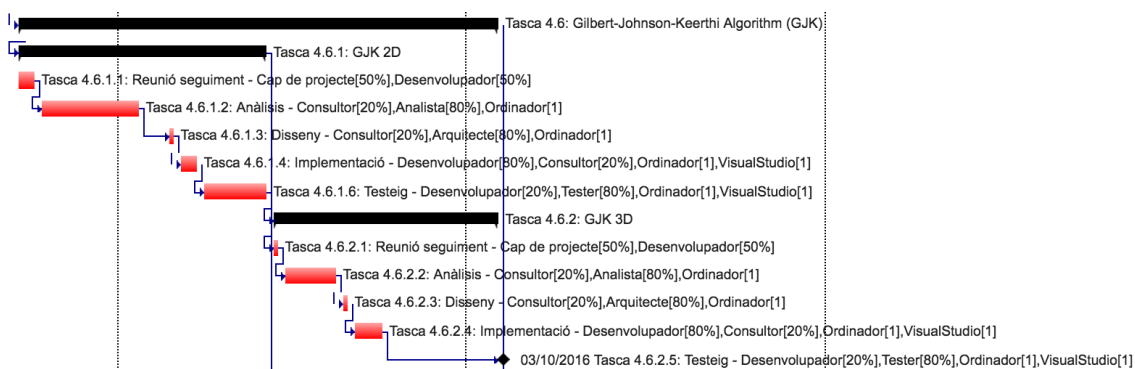 Tasca 4.6: Gilbert-Johnson-Keerthi Algorithm (GJK)
Tasca 4.6.1: GJK 2D
Tasca 4.6.1.1: Reunió seguiment - Cap de projecte[50%],Desenvolupador[50%]
Tasca 4.6.1.2: Anàlisis - Consultor[20%],Analista[80%],Ordinador[1]
Tasca 4.6.1.3: Disseny - Consultor[20%],Arquitecte[80%],Ordinador[1]
Tasca 4.6.1.4: Implementació - Desenvolupador[80%],Consultor[20%],Ordinador[1],VisualStudio[1]
Tasca 4.6.1.6: Testeig - Desenvolupador[20%],Tester[80%],Ordinador[1],VisualStudio[1]
Tasca 4.6.2: GJK 3D
Tasca 4.6.2.1: Reunió seguiment - Cap de projecte[50%],Desenvolupador[50%]
Tasca 4.6.2.2: Anàlisis - Consultor[20%],Analista[80%],Ordinador[1]
Tasca 4.6.2.3: Disseny - Consultor[20%],Arquitecte[80%],Ordinador[1]
Tasca 4.6.2.4: Implementació - Desenvolupador[80%],Consultor[20%],Ordinador[1],VisualStudio[1]
03/10/2016 Tasca 4.6.2.5: Testeig - Desenvolupador[20%],Tester[80%],Ordinador[1],VisualStudio[1]